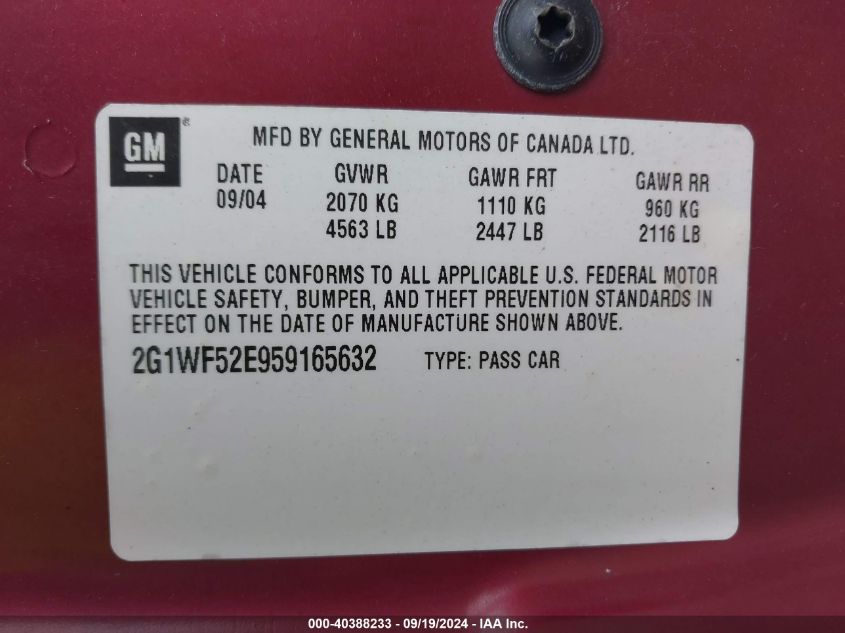 GM ®
MFD BY GENERAL MOTORS OF CANADA LTD.
DATE GVWR GAWR FRT GAWR RR
09/04 2070 KG 1110 KG 960 KG
4563 LB 2447 LB 2116 LB
THIS VEHICLE CONFORMS TO ALL APPLICABLE U.S. FEDERAL MOTOR
VEHICLE SAFETY, BUMPER, AND THEFT PREVENTION STANDARDS IN
EFFECT ON THE DATE OF MANUFACTURE SHOWN ABOVE.
2G1WF52E959165632 TYPE: PASS CAR
000-40388233 - 09/19/2024 - IAA Inc.